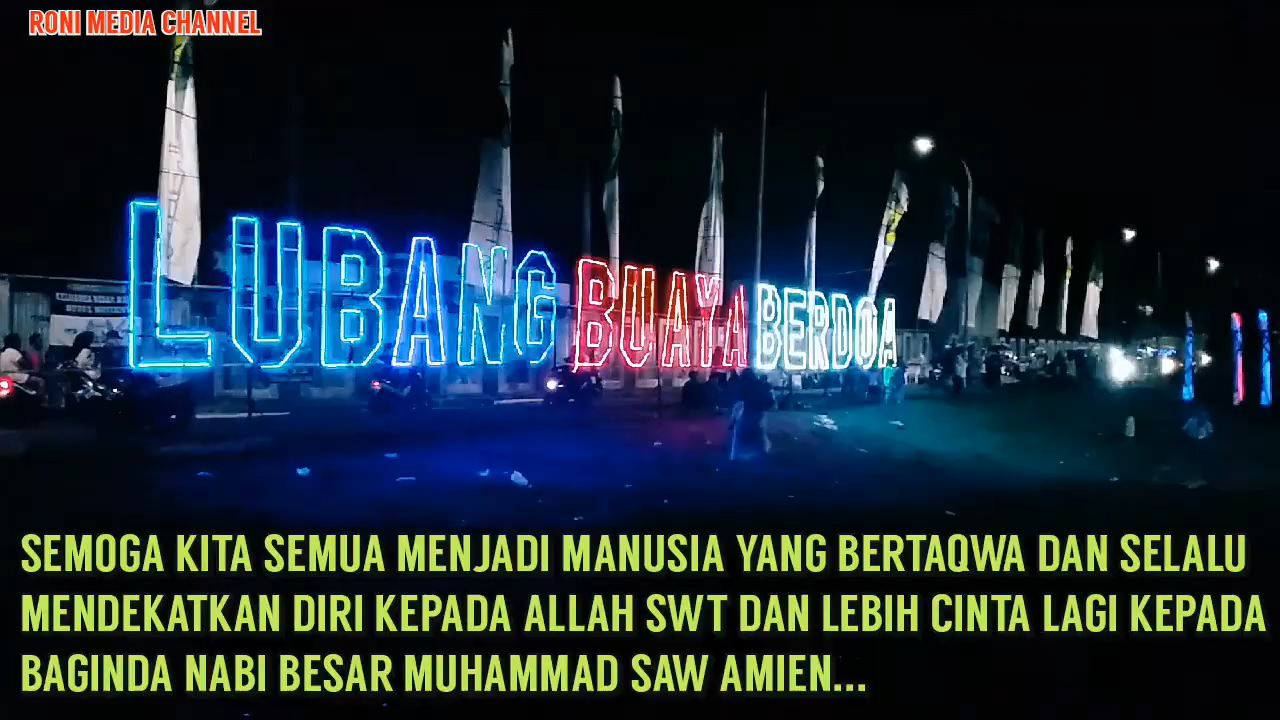 RONI MEDIA CHANNEL
LUBANG BUAYA BERDOA
SEMOGA KITA SEMUA MENJADI MANUSIA YANG BERTAQWA DAN SELALU
MENDEKATKAN DIRI KEPADA ALLAH SWT DAN LEBIH CINTA LAGI KEPADA
BAGINDA NABI BESAR MUHAMMAD SAW AMIEN...